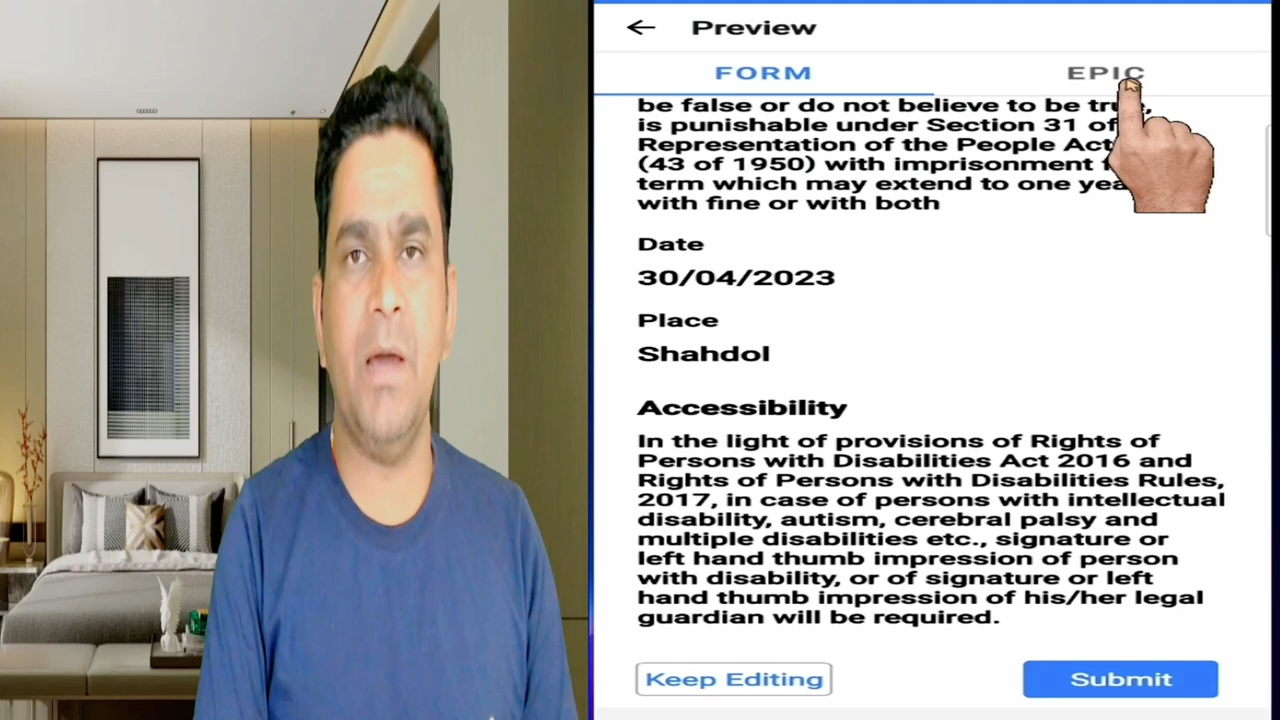 Preview
FORM
EPIC
be false or do not believe to be true,
is punishable under Section 31 of
Representation of the People Act
(43 of 1950) with imprisonment
term which may extend to one
with fine or with both
Date
30/04/2023
Place
Shahdol
Accessibility
In the light of provisions of Rights of
Persons with Disabilities Act 2016 and
Rights of Persons with Disabilities Rules,
2017, in case of persons with intellectual
disability, autism, cerebral palsy and
multiple disabilities etc., signature or
left hand thumb impression of person
with disability, or of signature or left
hand thumb impression of his/her legal
guardian will be required.
Keep Editing
Submit